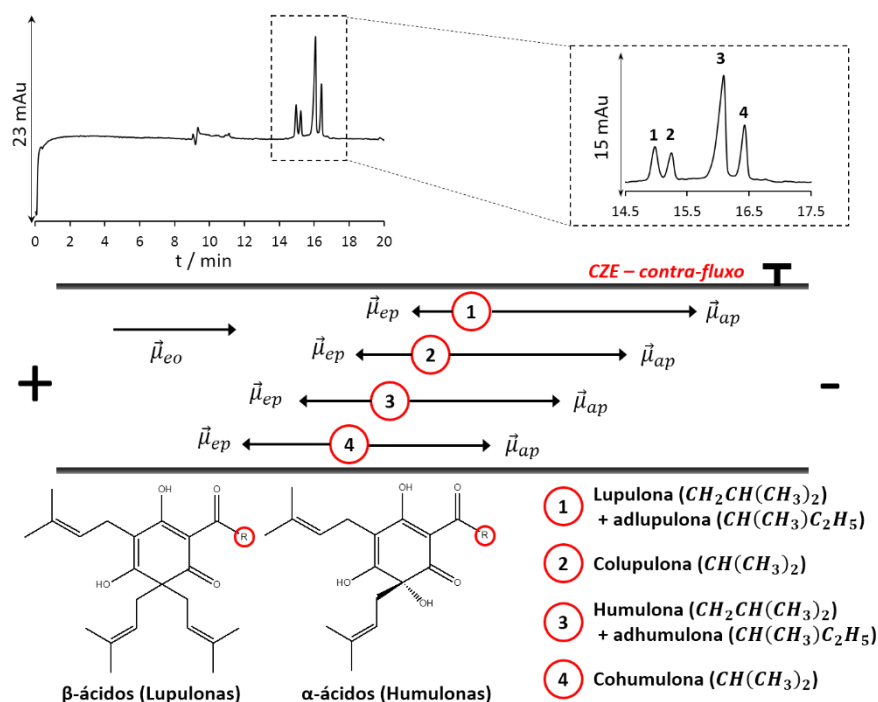 23 mAu
0 2 4 6 8 10 12 14 16 18 20
t / min
15 mAu
1 2 3 4
14.5 15.5 16.5 17.5
CZE – contra-fluxo
+
-
μ⃗eo
μ⃗ep 1 μ⃗ap
μ⃗ep 2 μ⃗ap
μ⃗ep 3 μ⃗ap
μ⃗ep 4 μ⃗ap
OH O R HO O
β-ácidos (Lupulonas)
OH O R HO O OH
α-ácidos (Humulonas)
1 Lupulona (CH2CH(CH3)2)
+ adlupulona (CH(CH3)C2H5)
2 Colupulona (CH(CH3)2)
3 Humulona (CH2CH(CH3)2)
+ adhumulona (CH(CH3)C2H5)
4 Cohumulona (CH(CH3)2)